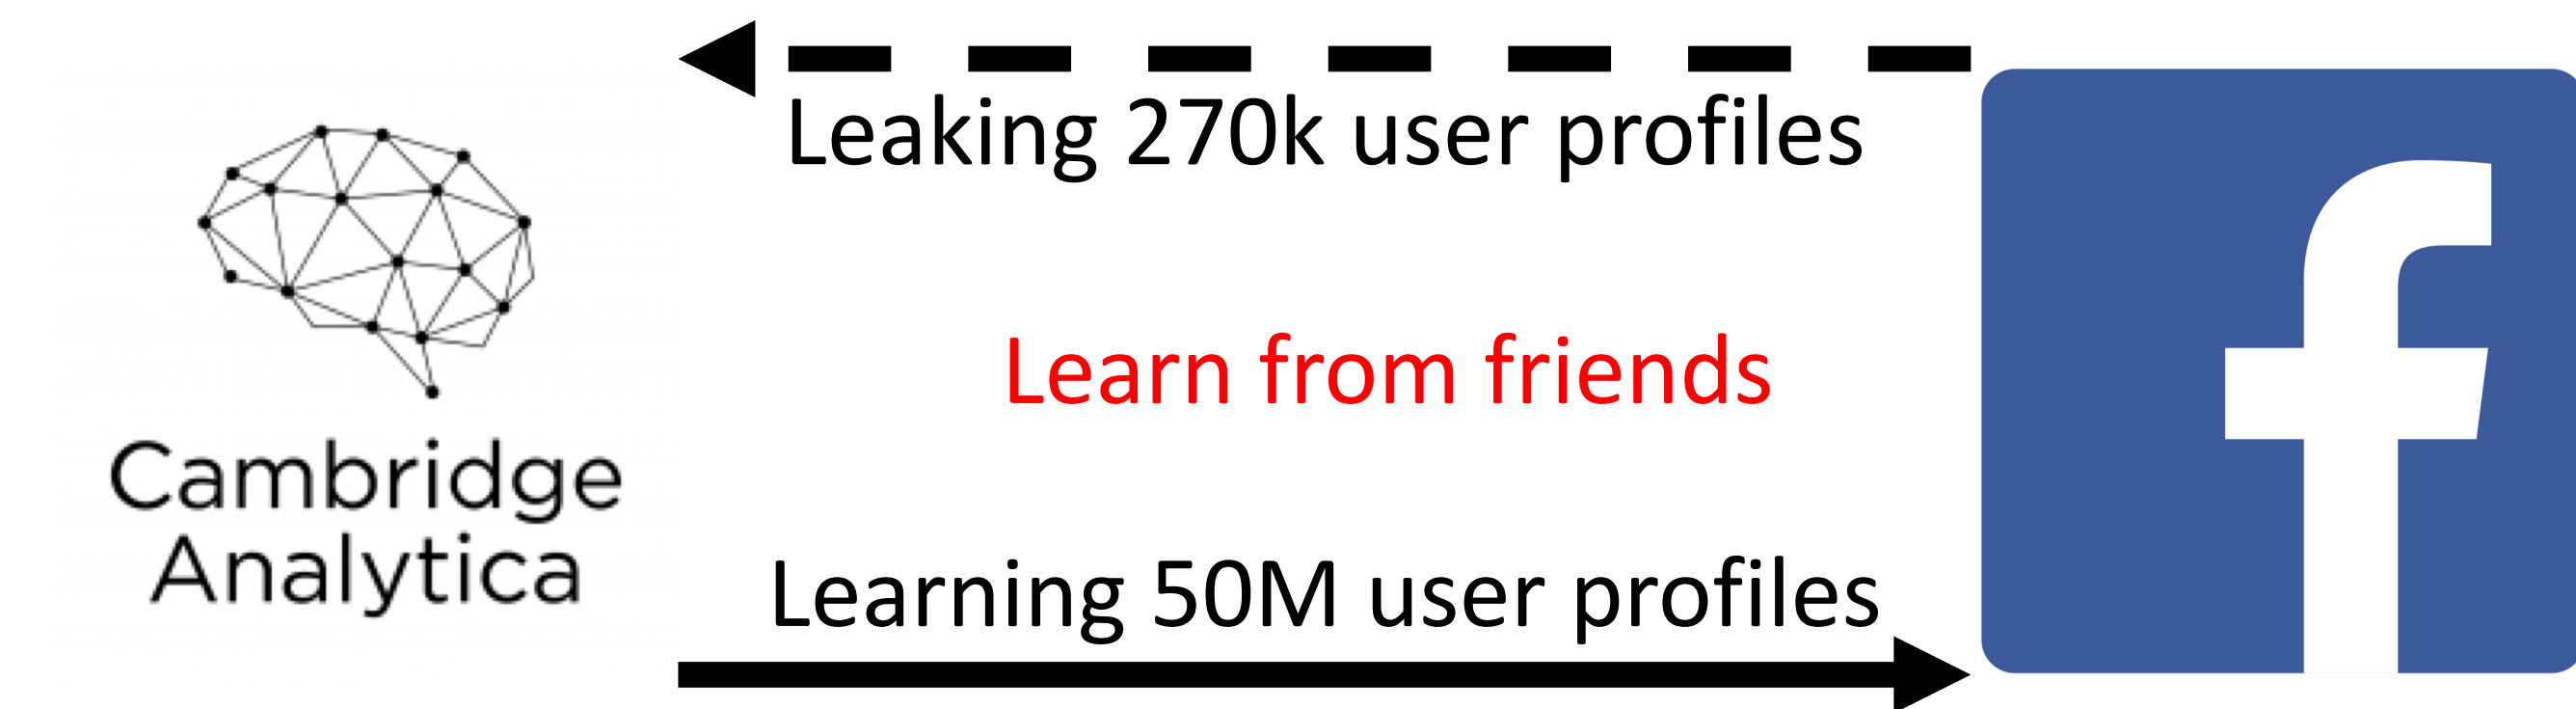 Leaking 270k user profiles
Learn from friends
Cambridge
Analytica
Learning 50M user profiles
f